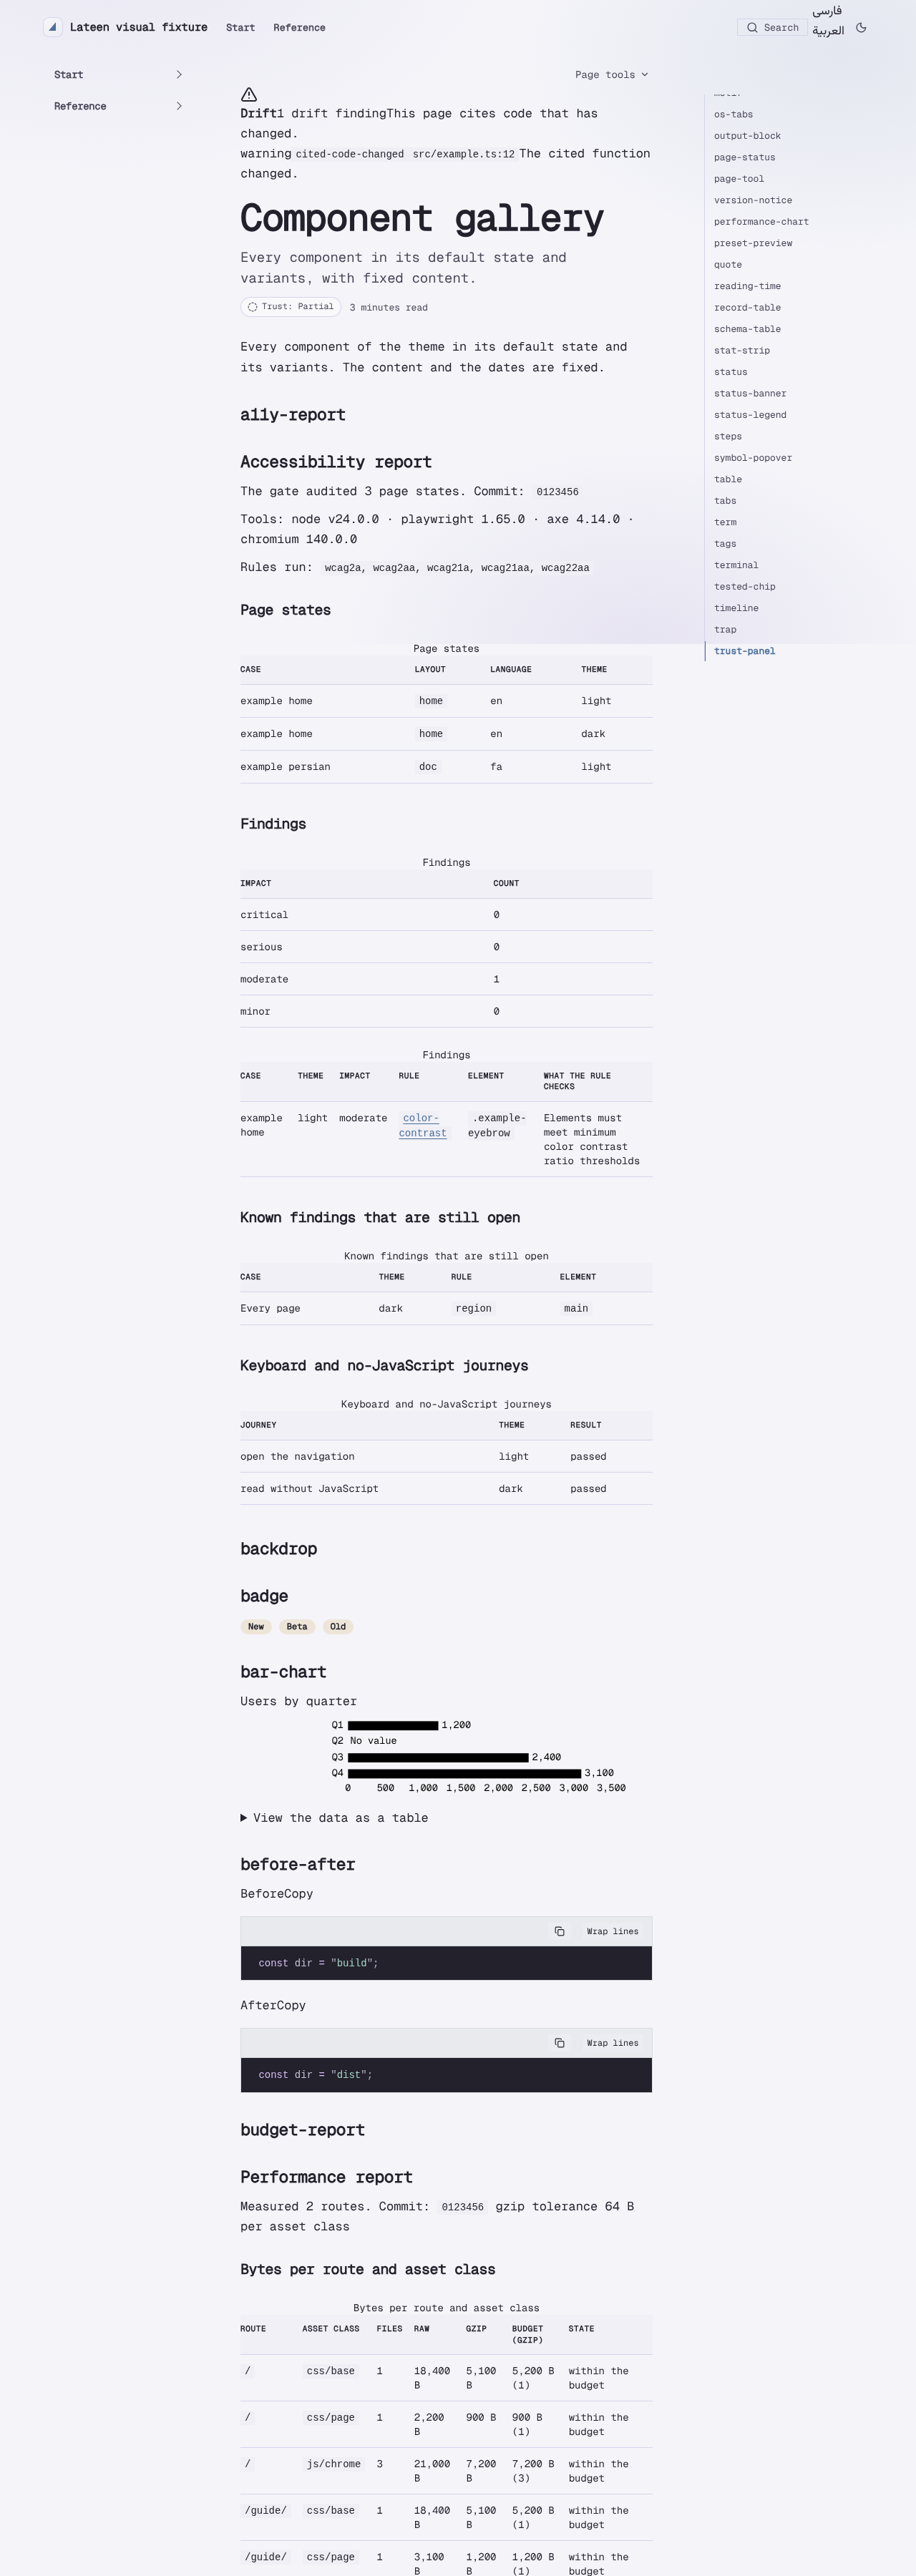 Lateen visual fixture
Start
Reference
Search
فارسی
العربية
Start
Reference
Page tools
Drift1 drift findingThis page cites code that has
changed.
warning cited-code-changed src/example.ts:12 The cited function
changed.
Component gallery
Every component in its default state and
variants, with fixed content.
Trust: Partial
3 minutes read
Every component of the theme in its default state and
its variants. The content and the dates are fixed.
a11y-report
Accessibility report
The gate audited 3 page states. Commit: 0123456
Tools: node v24.0.0 · playwright 1.65.0 · axe 4.14.0 ·
chromium 140.0.0
Rules run: wcag2a, wcag2aa, wcag21a, wcag21aa, wcag22aa
Page states
Page states
CASE LAYOUT LANGUAGE THEME
example home home en light
example home home en dark
example persian doc fa light
Findings
Findings
IMPACT COUNT
critical 0
serious 0
moderate 1
minor 0
Findings
CASE THEME IMPACT RULE ELEMENT WHAT THE RULE
CHECKS
example light moderate color- .example- Elements must
home contrast eyebrow meet minimum
color contrast
ratio thresholds
Known findings that are still open
Known findings that are still open
CASE THEME RULE ELEMENT
Every page dark region main
Keyboard and no-JavaScript journeys
Keyboard and no-JavaScript journeys
JOURNEY THEME RESULT
open the navigation light passed
read without JavaScript dark passed
backdrop
badge
New Beta Old
bar-chart
Users by quarter
Q1 1,200
Q2 No value
Q3 2,400
Q4 3,100
0 500 1,000 1,500 2,000 2,500 3,000 3,500
View the data as a table
before-after
BeforeCopy
Wrap lines
const dir = "build";
AfterCopy
Wrap lines
const dir = "dist";
budget-report
Performance report
Measured 2 routes. Commit: 0123456 gzip tolerance 64 B
per asset class
Bytes per route and asset class
Bytes per route and asset class
ROUTE ASSET CLASS FILES RAW GZIP BUDGET STATE
(GZIP)
/ css/base 1 18,400 5,100 5,200 B within the
B B (1) budget
/ css/page 1 2,200 900 B 900 B within the
B (1) budget
/ js/chrome 3 21,000 7,200 7,200 B within the
B B (3) budget
/guide/ css/base 1 18,400 5,100 5,200 B within the
B B (1) budget
/guide/ css/page 1 3,100 1,200 1,200 B within the
B B (1) budget
os-tabs
output-block
page-status
page-tool
version-notice
performance-chart
preset-preview
quote
reading-time
record-table
schema-table
stat-strip
status
status-banner
status-legend
steps
symbol-popover
table
tabs
term
tags
terminal
tested-chip
timeline
trap
trust-panel